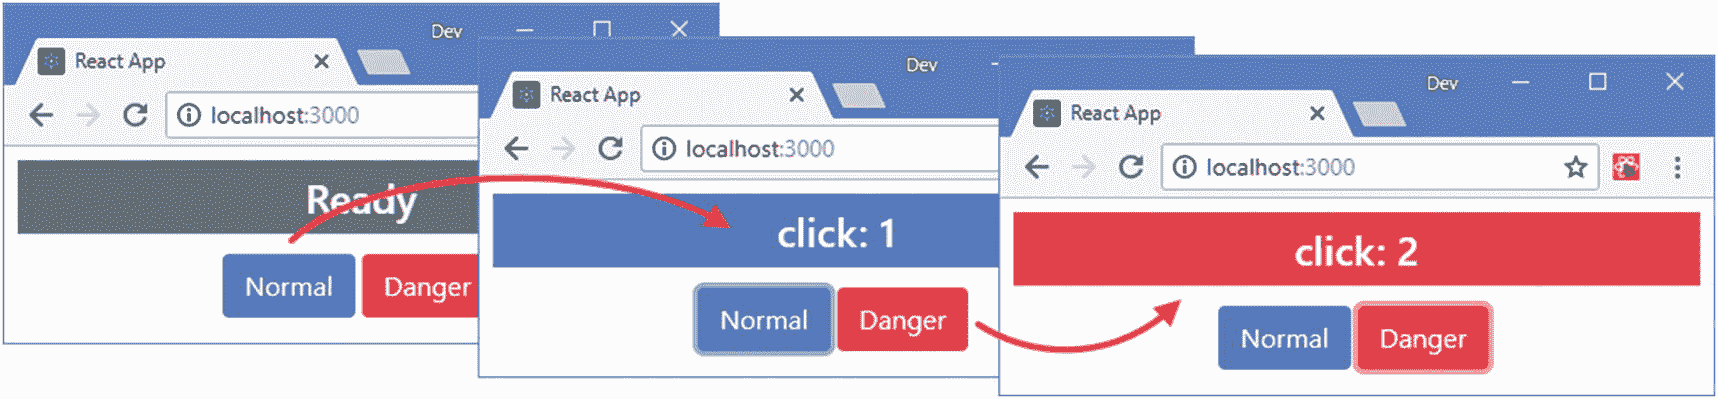 Dev
React App
localhost:3000
Ready
Normal Danger
Dev
React App
localhost:3000
click: 1
Normal Danger
Dev
React App
localhost:3000
click: 2
Normal Danger